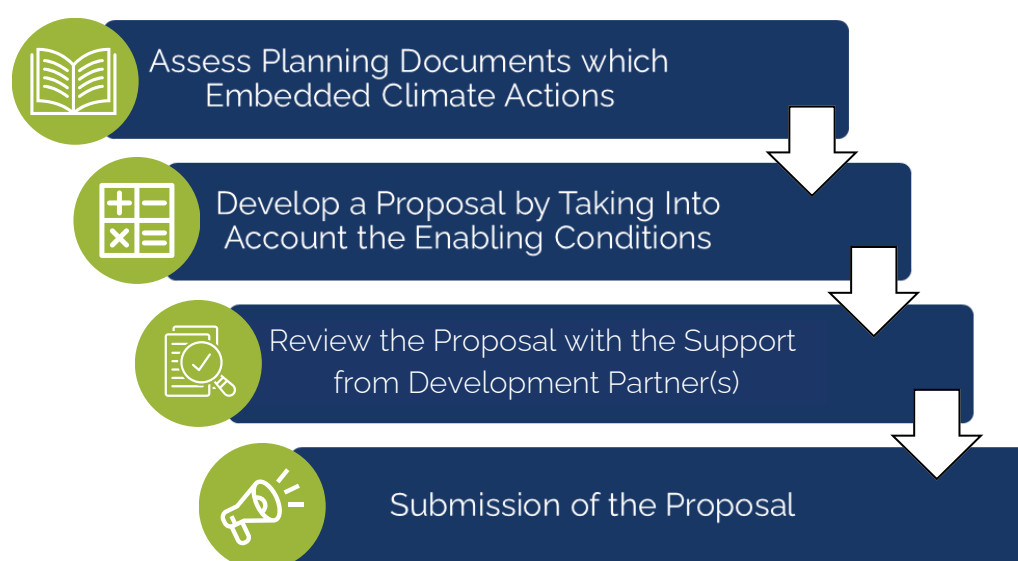 Assess Planning Documents which
Embedded Climate Actions
Develop a Proposal by Taking Into
Account the Enabling Conditions
Review the Proposal with the Support
from Development Partner(s)
Submission of the Proposal